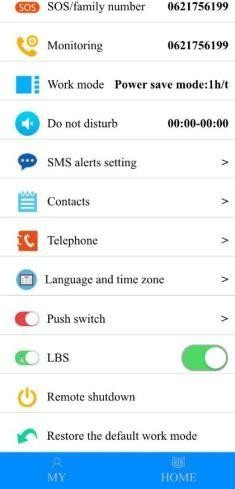 SOS SOS/family number 0621756199
Monitoring 0621756199
Work mode Power save mode:1h/t
Do not disturb 00:00-00:00
SMS alerts setting >
Contacts >
Telephone >
Language and time zone >
Push switch >
LBS
Remote shutdown
Restore the default work mode
MY HOME